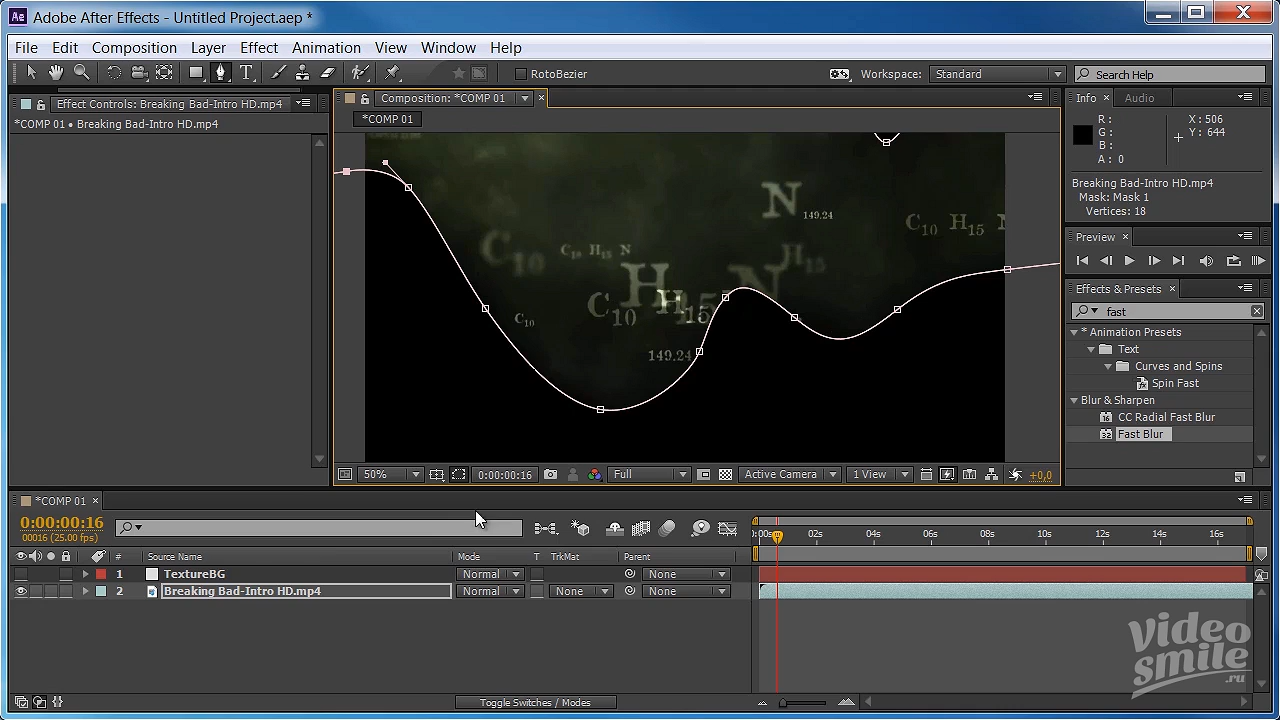 Ae Adobe After Effects - Untitled Project.aep *
File Edit Composition Layer Effect Animation View Window Help
T RotoBezier Workspace: Standard Search Help
Effect Controls: Breaking Bad-Intro HD.mp4
*COMP 01 • Breaking Bad-Intro HD.mp4
Composition: *COMP 01
*COMP 01
N
149.24
C10 H15 N
C10
C10 H15 N
H15
H N
C10 H15
C10
149.24
50% 0:00:00:16 Full Active Camera 1 View +0,0
Info Audio
R :
G :
B :
A : 0
X : 506
Y : 644
Breaking Bad-Intro HD.mp4
Mask: Mask 1
Vertices: 18
Preview
Effects & Presets
fast
* Animation Presets
Text
Curves and Spins
Spin Fast
Blur & Sharpen
16 CC Radial Fast Blur
32 Fast Blur
*COMP 01
0:00:00:16
00016 (25.00 fps)
:00s 02s 04s 06s 08s 10s 12s 14s 16s
# Source Name Mode T TrkMat Parent
1 TextureBG Normal None
2 Breaking Bad-Intro HD.mp4 Normal None None
Toggle Switches / Modes
video
smile
.ru